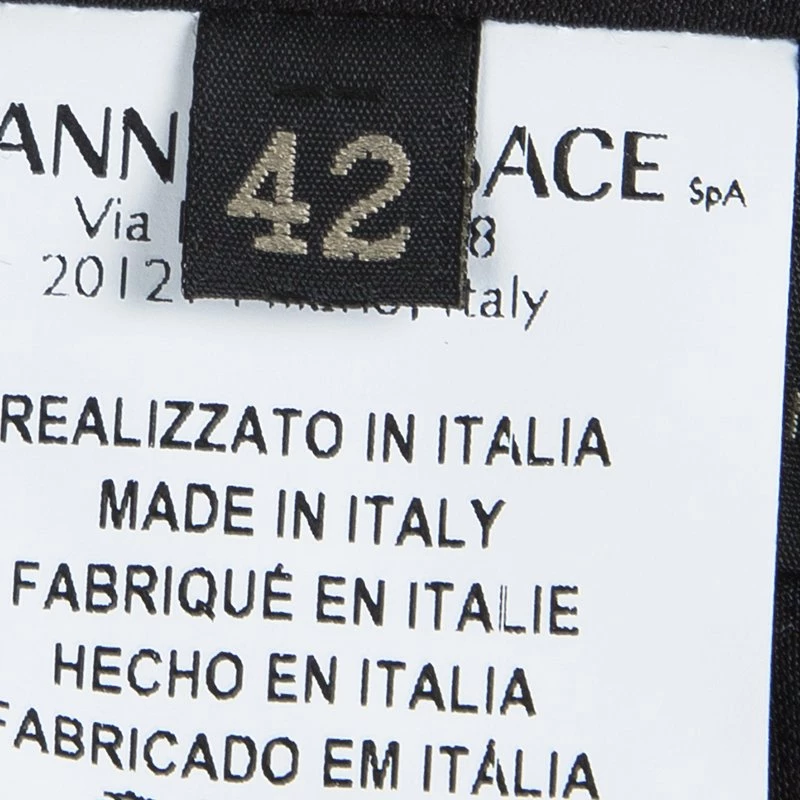 42
ANN ACE SpA
Via 8
2012 Italy
REALIZZATO IN ITALIA
MADE IN ITALY
FABRIQUÉ EN ITALIE
HECHO EN ITALIA
FABRICADO EM ITÁLIA